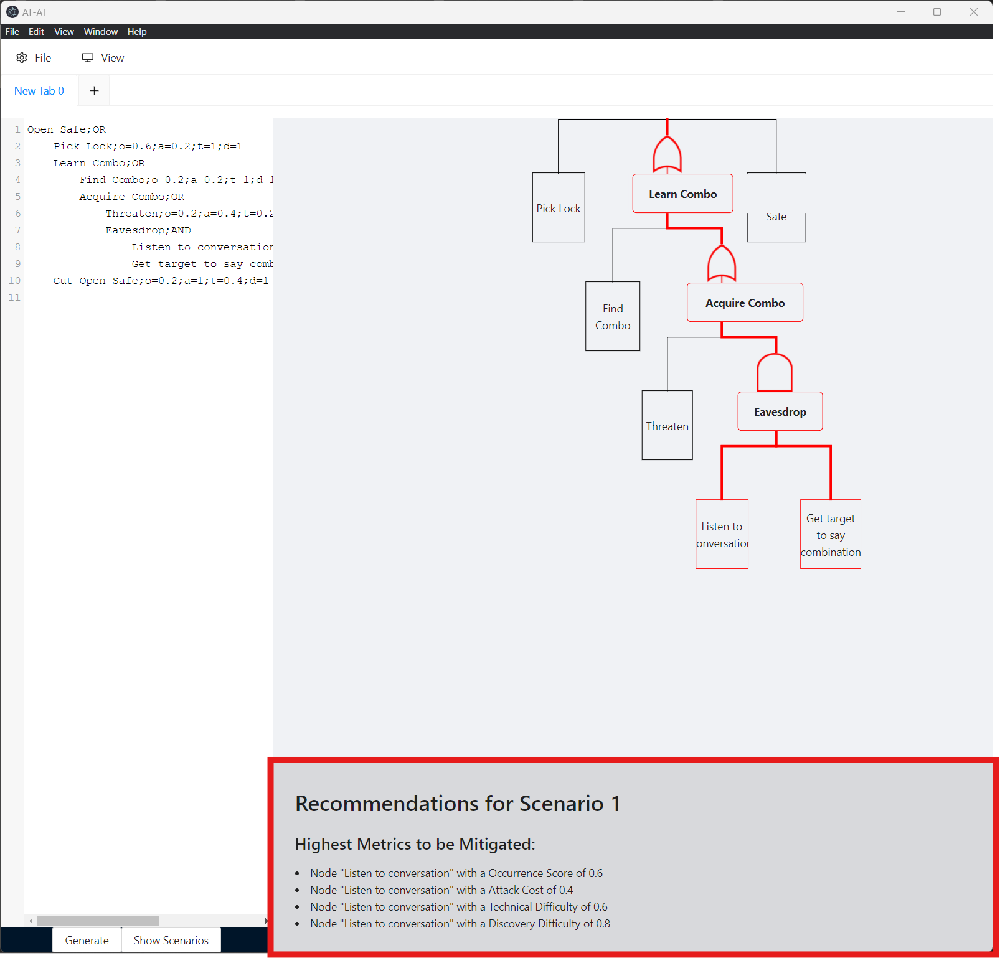 AT-AT
File Edit View Window Help
File View
New Tab 0 +
1 Open Safe;OR
2 Pick Lock;o=0.6;a=0.2;t=1;d=1
3 Learn Combo;OR
4 Find Combo;o=0.2;a=0.2;t=1;d=1
5 Acquire Combo;OR
6 Threaten;o=0.2;a=0.4;t=0.2
7 Eavesdrop;AND
8 Listen to conversation
9 Get target to say comb
10 Cut Open Safe;o=0.2;a=1;t=0.4;d=1
11
Learn Combo
Pick Lock
Safe
Acquire Combo
Find
Combo
Eavesdrop
Threaten
Listen to
onversation
Get target
to say
combination
Recommendations for Scenario 1
Highest Metrics to be Mitigated:
• Node "Listen to conversation" with a Occurrence Score of 0.6
• Node "Listen to conversation" with a Attack Cost of 0.4
• Node "Listen to conversation" with a Technical Difficulty of 0.6
• Node "Listen to conversation" with a Discovery Difficulty of 0.8
Generate Show Scenarios